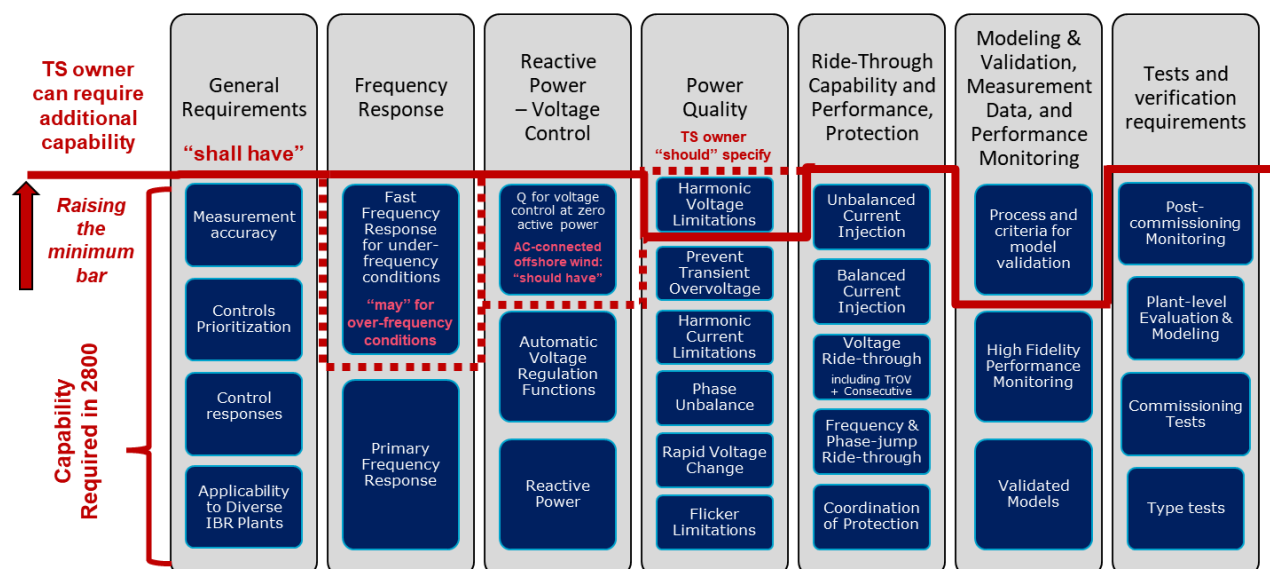 TS owner
can require
additional
capability
Raising
the
minimum
bar
Capability
Required in 2800
General
Requirements
“shall have”
Measurement
accuracy
Controls
Prioritization
Control
responses
Applicability
to Diverse
IBR Plants
Frequency
Response
Fast
Frequency
Response
for under-
frequency
conditions
“may” for
over-frequency
conditions
Primary
Frequency
Response
Reactive
Power
– Voltage
Control
Q for voltage
control at zero
active power
AC-connected
offshore wind:
“should have”
Automatic
Voltage
Regulation
Functions
Reactive
Power
Power
Quality
TS owner
“should” specify
Harmonic
Voltage
Limitations
Prevent
Transient
Overvoltage
Harmonic
Current
Limitations
Phase
Unbalance
Rapid Voltage
Change
Flicker
Limitations
Ride-Through
Capability and
Performance,
Protection
Unbalanced
Current
Injection
Balanced
Current
Injection
Voltage
Ride-through
including TrOV
+ Consecutive
Frequency &
Phase-jump
Ride-through
Coordination
of Protection
Modeling &
Validation,
Measurement
Data, and
Performance
Monitoring
Process and
criteria for
model
validation
High Fidelity
Performance
Monitoring
Validated
Models
Tests and
verification
requirements
Post-
commissioning
Monitoring
Plant-level
Evaluation &
Modeling
Commissioning
Tests
Type tests